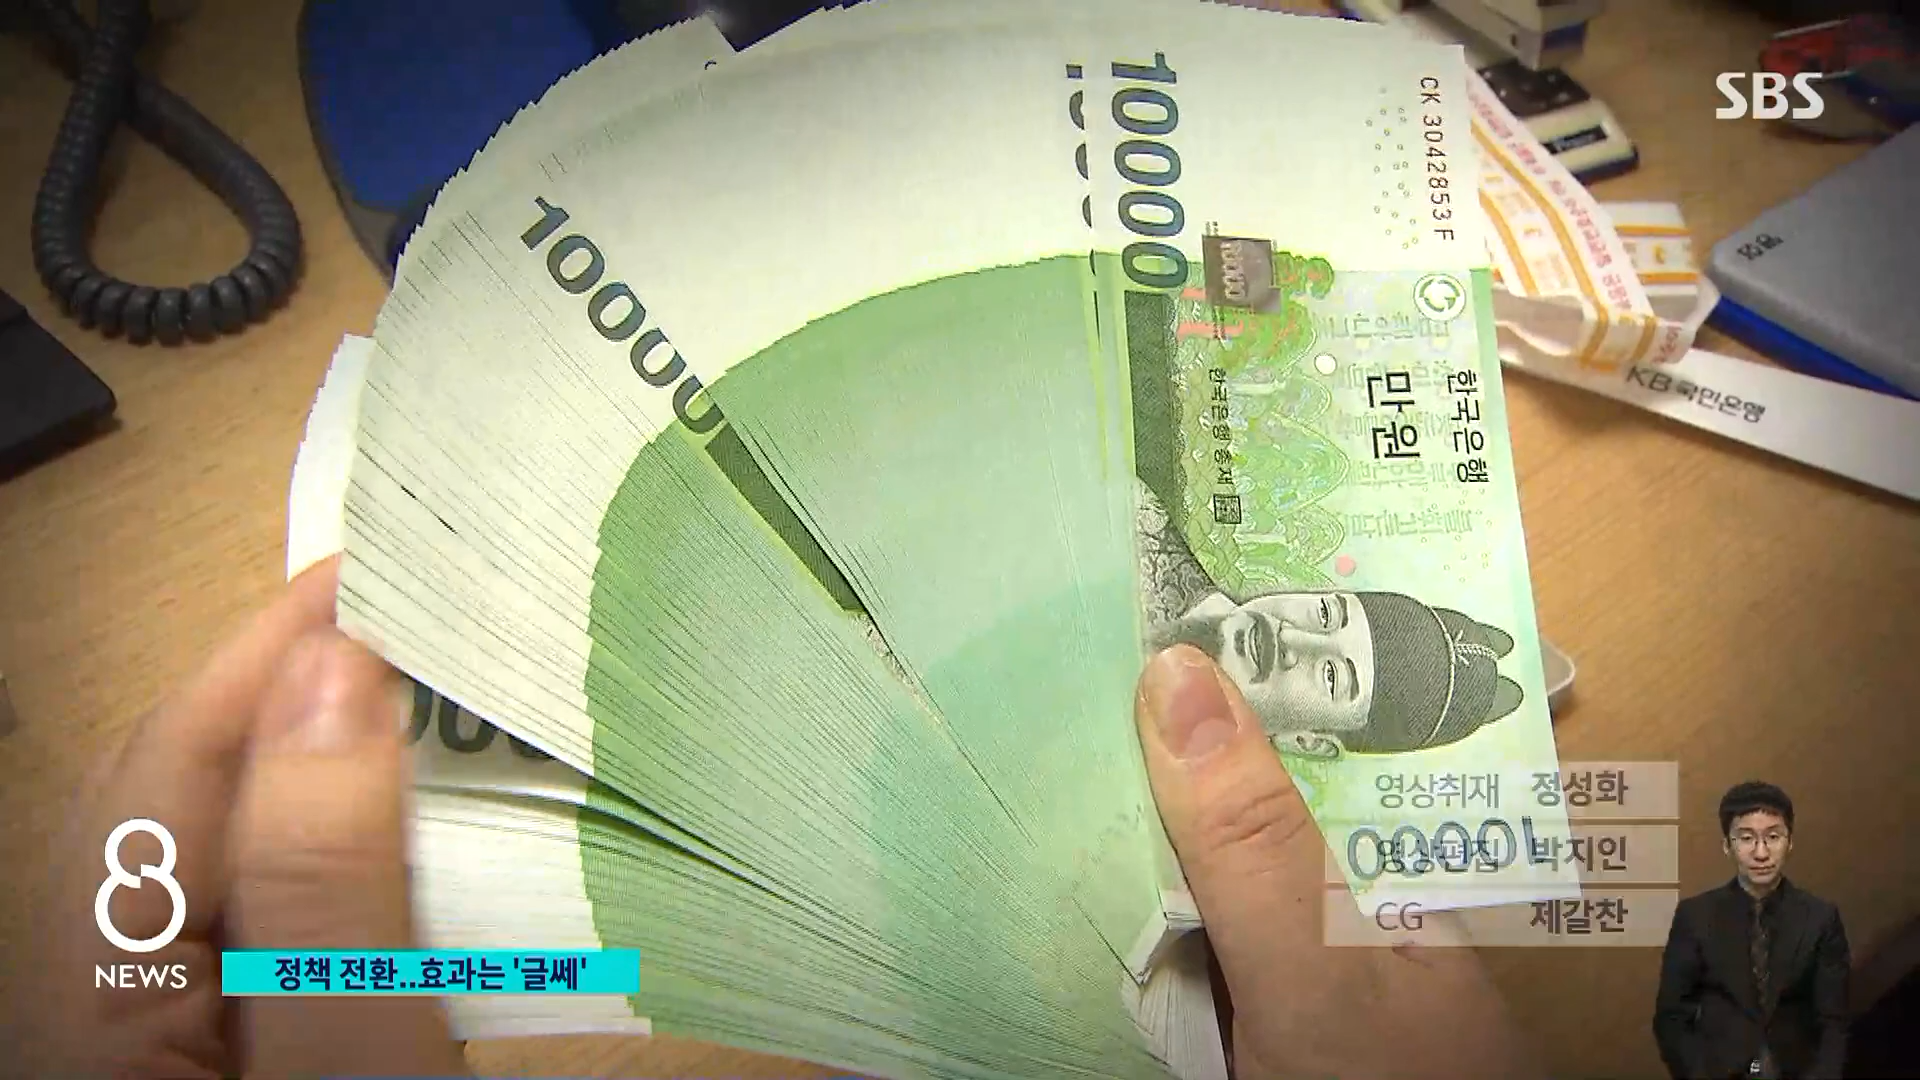 SBS
CK 3042853 F
10000
10000
10000
한국은행
만원
한국은행 총재
KB국민은행
영상취재 정성화
영상편집 박지인
10000
CG 제갈찬
8
NEWS
정책 전환..효과는 '글쎄'